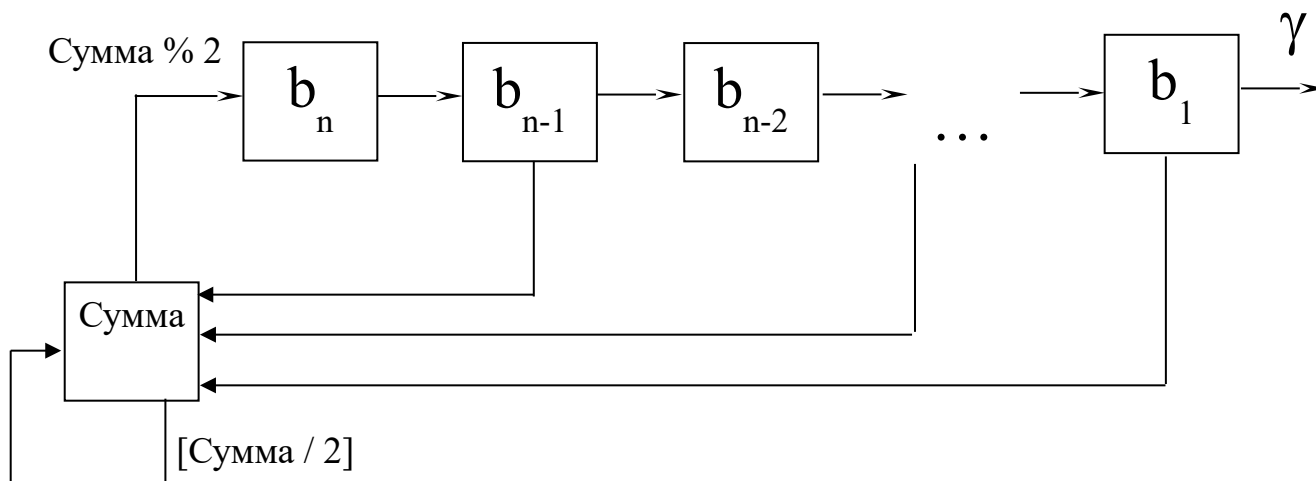 γ
Сумма % 2
b n
b n-1
b n-2
...
b 1
Сумма
[Сумма / 2]